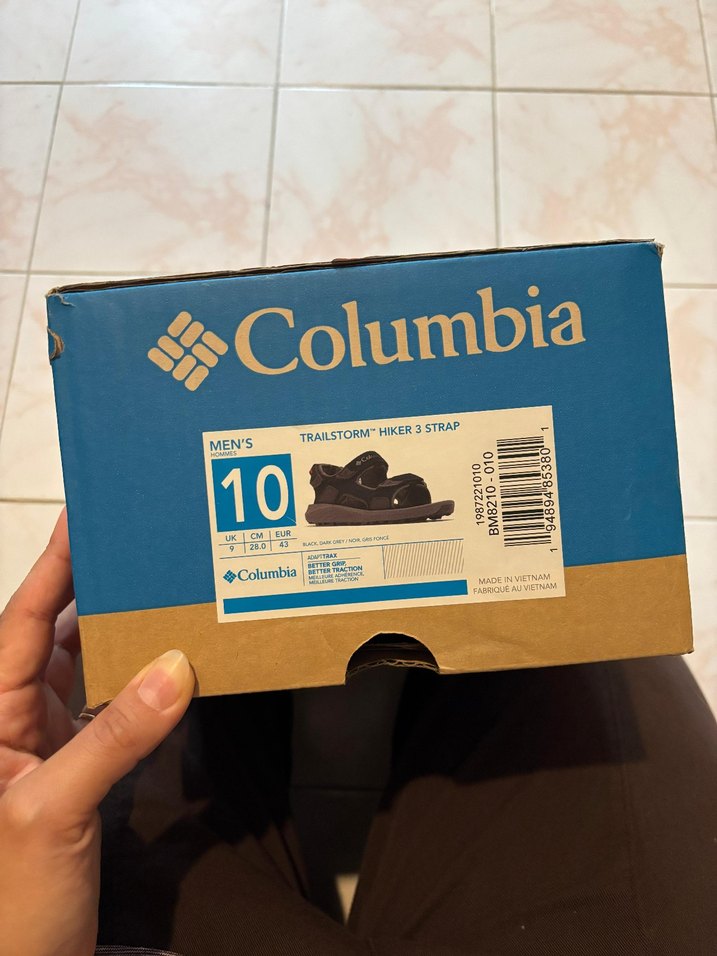 Columbia
MEN'S
HOMMES
10
UK CM EUR
9 28.0 43
TRAILSTORM™ HIKER 3 STRAP
BLACK, DARK GREY / NOIR, GRIS FONCÉ
Columbia
ADAPTTRAX
BETTER GRIP,
BETTER TRACTION
MEILLEURE ADHÉRENCE,
MEILLEURE TRACTION
1987221010
BM8210 - 010
1 94894 85380 1
MADE IN VIETNAM
FABRIQUÉ AU VIETNAM